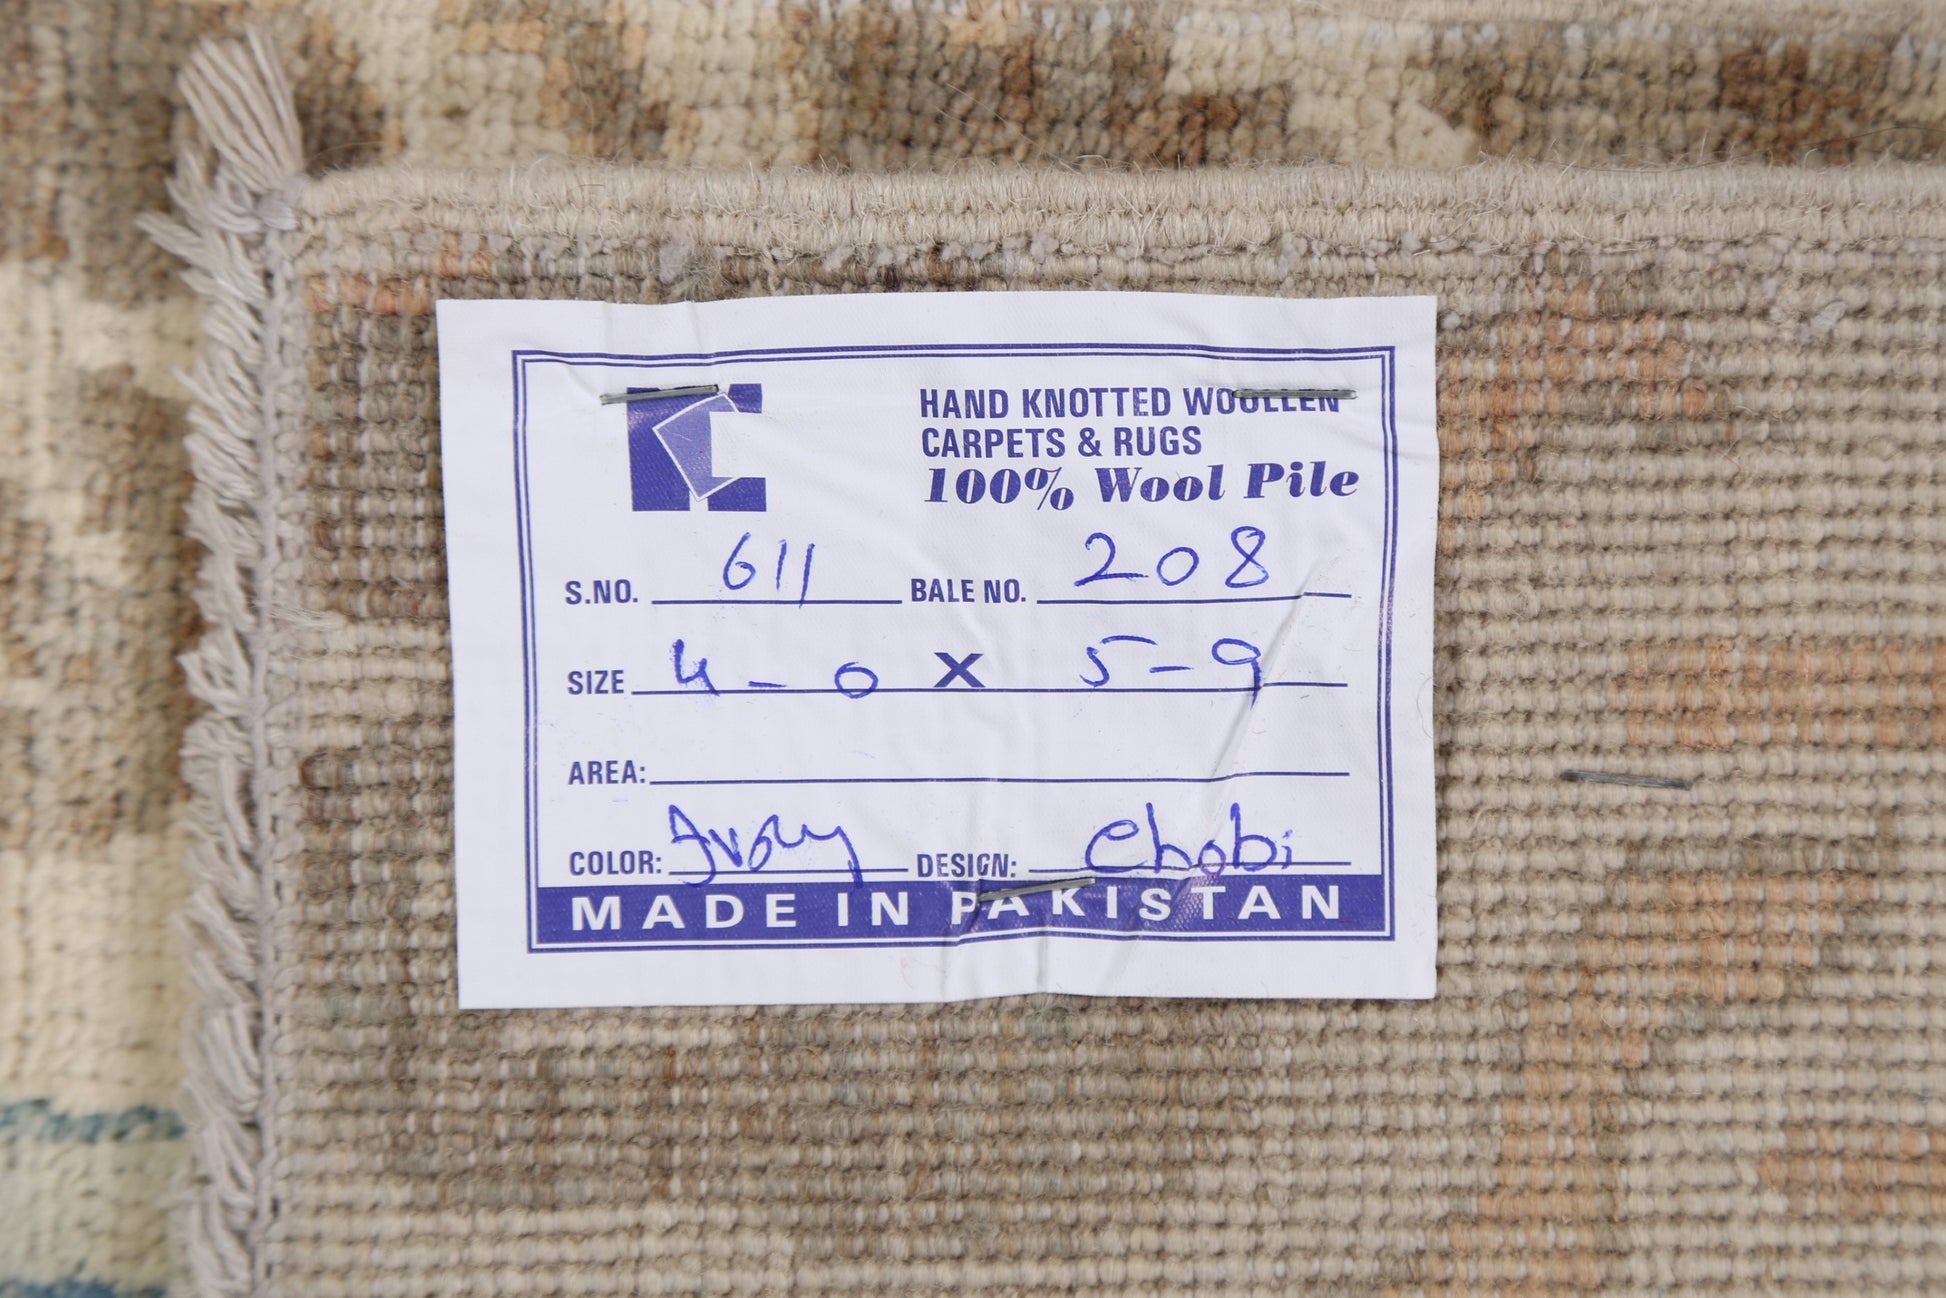 HAND KNOTTED WOOLLEN
CARPETS & RUGS
100% Wool Pile
S.NO. 611 BALE NO. 208
SIZE 4-0 X 5-9
AREA:
COLOR: Ivory DESIGN: Chobi
MADE IN PAKISTAN